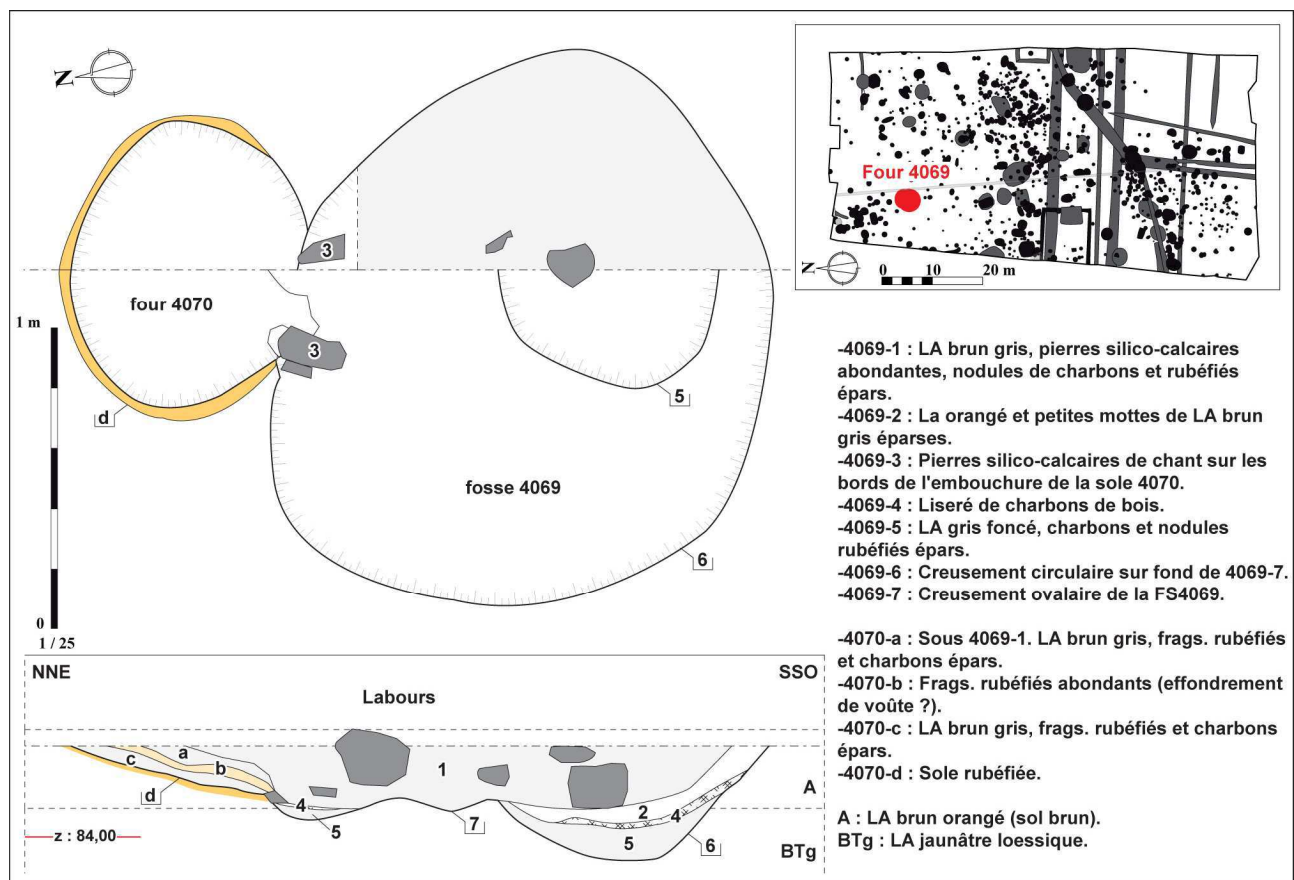 N
four 4070
3
3
1 m
d
5
fosse 4069
6
0
1 / 25
Four 4069
N
0 10 20 m
-4069-1 : LA brun gris, pierres silico-calcaires
abondantes, nodules de charbons et rubéfiés
épars.
-4069-2 : La orangé et petites mottes de LA brun
gris éparses.
-4069-3 : Pierres silico-calcaires de chant sur les
bords de l'embouchure de la sole 4070.
-4069-4 : Liseré de charbons de bois.
-4069-5 : LA gris foncé, charbons et nodules
rubéfiés épars.
-4069-6 : Creusement circulaire sur fond de 4069-7.
-4069-7 : Creusement ovalaire de la FS4069.
-4070-a : Sous 4069-1. LA brun gris, frags. rubéfiés
et charbons épars.
-4070-b : Frags. rubéfiés abondants (effondrement
de voûte ?).
-4070-c : LA brun gris, frags. rubéfiés et charbons
épars.
-4070-d : Sole rubéfiée.
A : LA brun orangé (sol brun).
BTg : LA jaunâtre loessique.
NNE
SSO
Labours
a
c
b
1
d
4
2
4
A
5
7
5
6
z : 84,00
BTg